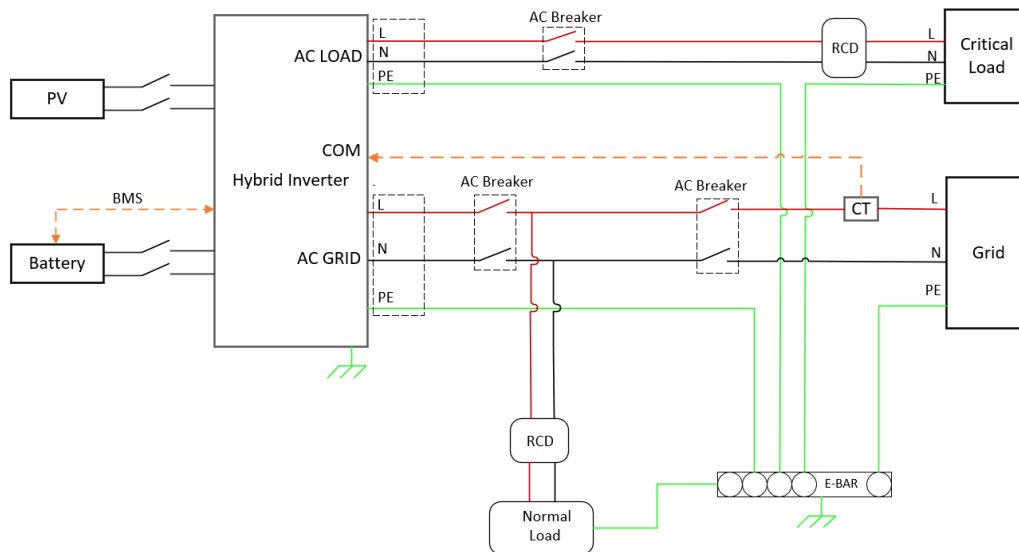 AC Breaker
L
N
PE
AC LOAD
RCD
L
N
PE
Critical
Load
PV
COM
Hybrid Inverter
BMS
Battery
AC Breaker
AC Breaker
L
N
AC GRID
PE
CT
L
N
PE
Grid
RCD
E-BAR
Normal
Load